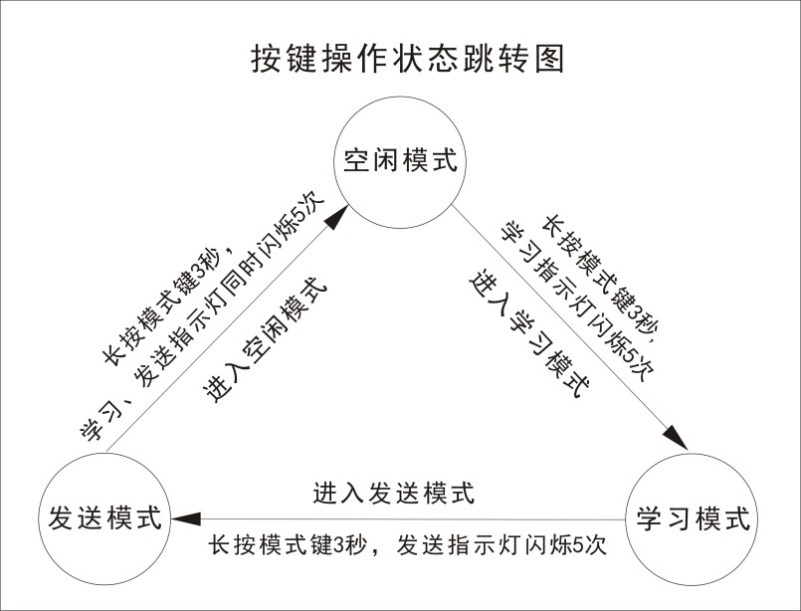 按键操作状态跳转图
空闲模式
长按模式键3秒，
学习、发送指示灯同时闪烁5次
进入空闲模式
长按模式键3秒，
学习指示灯闪烁5次
进入学习模式
发送模式
进入发送模式
长按模式键3秒，发送指示灯闪烁5次
学习模式